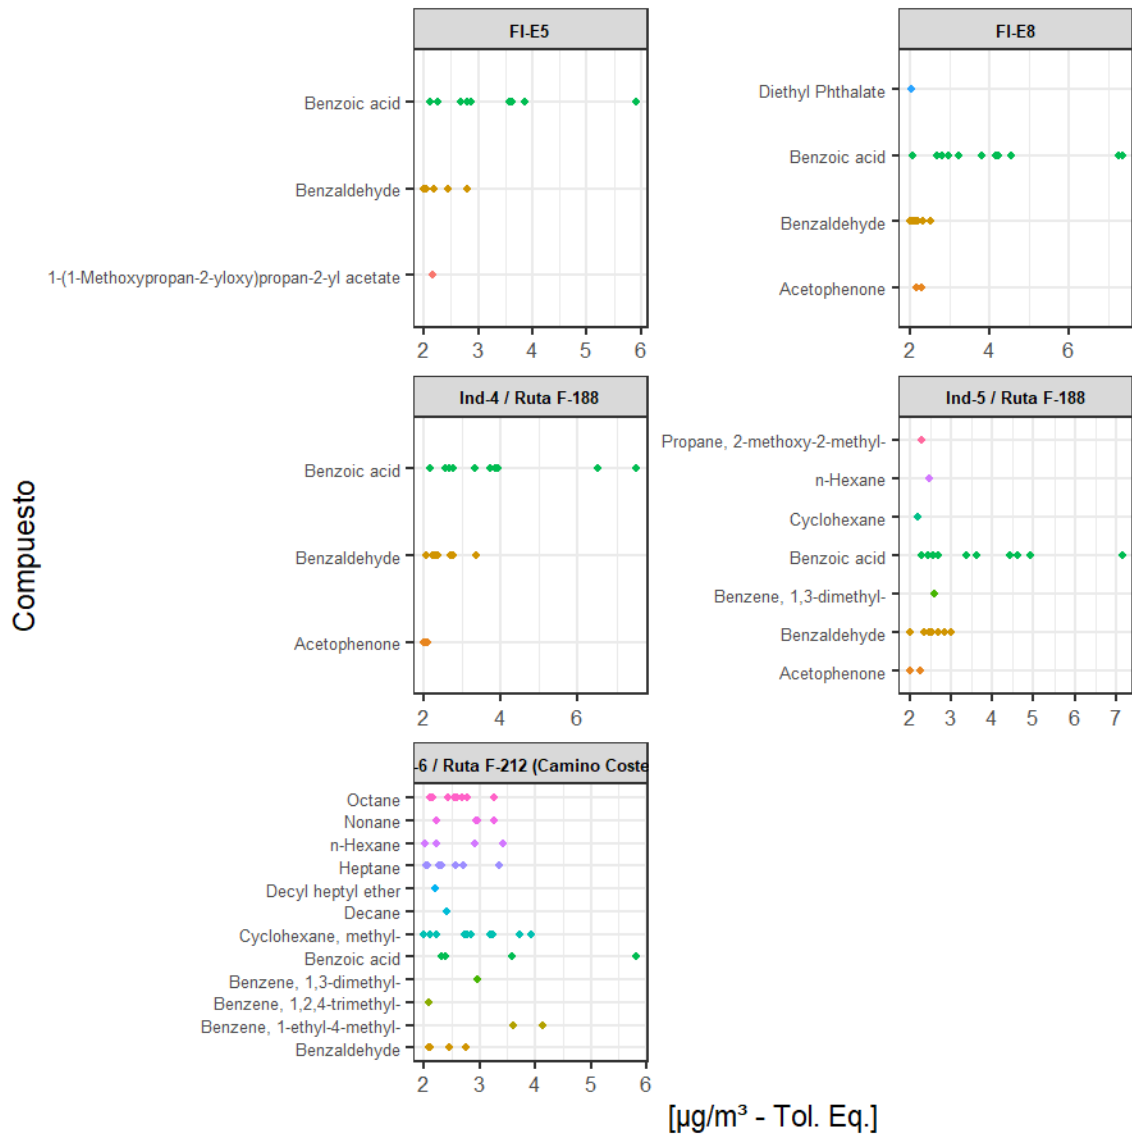 FI-E5
Benzoic acid
Benzaldehyde
1-(1-Methoxypropan-2-yloxy)propan-2-yl acetate
2 3 4 5 6
FI-E8
Diethyl Phthalate
Benzoic acid
Benzaldehyde
Acetophenone
2 4 6
Ind-4 / Ruta F-188
Benzoic acid
Benzaldehyde
Acetophenone
2 4 6
Ind-5 / Ruta F-188
Propane, 2-methoxy-2-methyl-
n-Hexane
Cyclohexane
Benzoic acid
Benzene, 1,3-dimethyl-
Benzaldehyde
Acetophenone
2 3 4 5 6 7
-6 / Ruta F-212 (Camino Coste
Octane
Nonane
n-Hexane
Heptane
Decyl heptyl ether
Decane
Cyclohexane, methyl-
Benzoic acid
Benzene, 1,3-dimethyl-
Benzene, 1,2,4-trimethyl-
Benzene, 1-ethyl-4-methyl-
Benzaldehyde
2 3 4 5 6
Compuesto
[µg/m³ - Tol. Eq.]